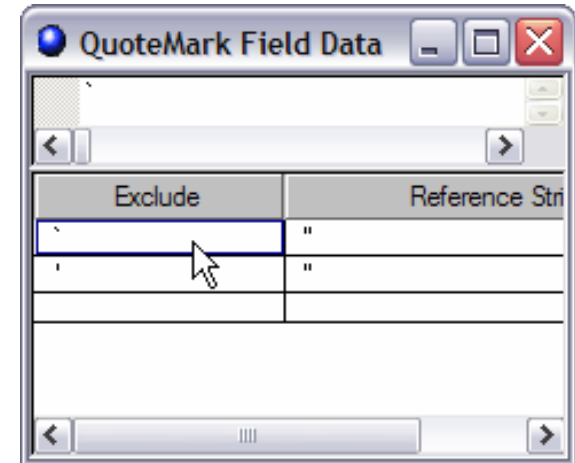 QuoteMark Field Data
`
Exclude Reference Stri
` "
' "